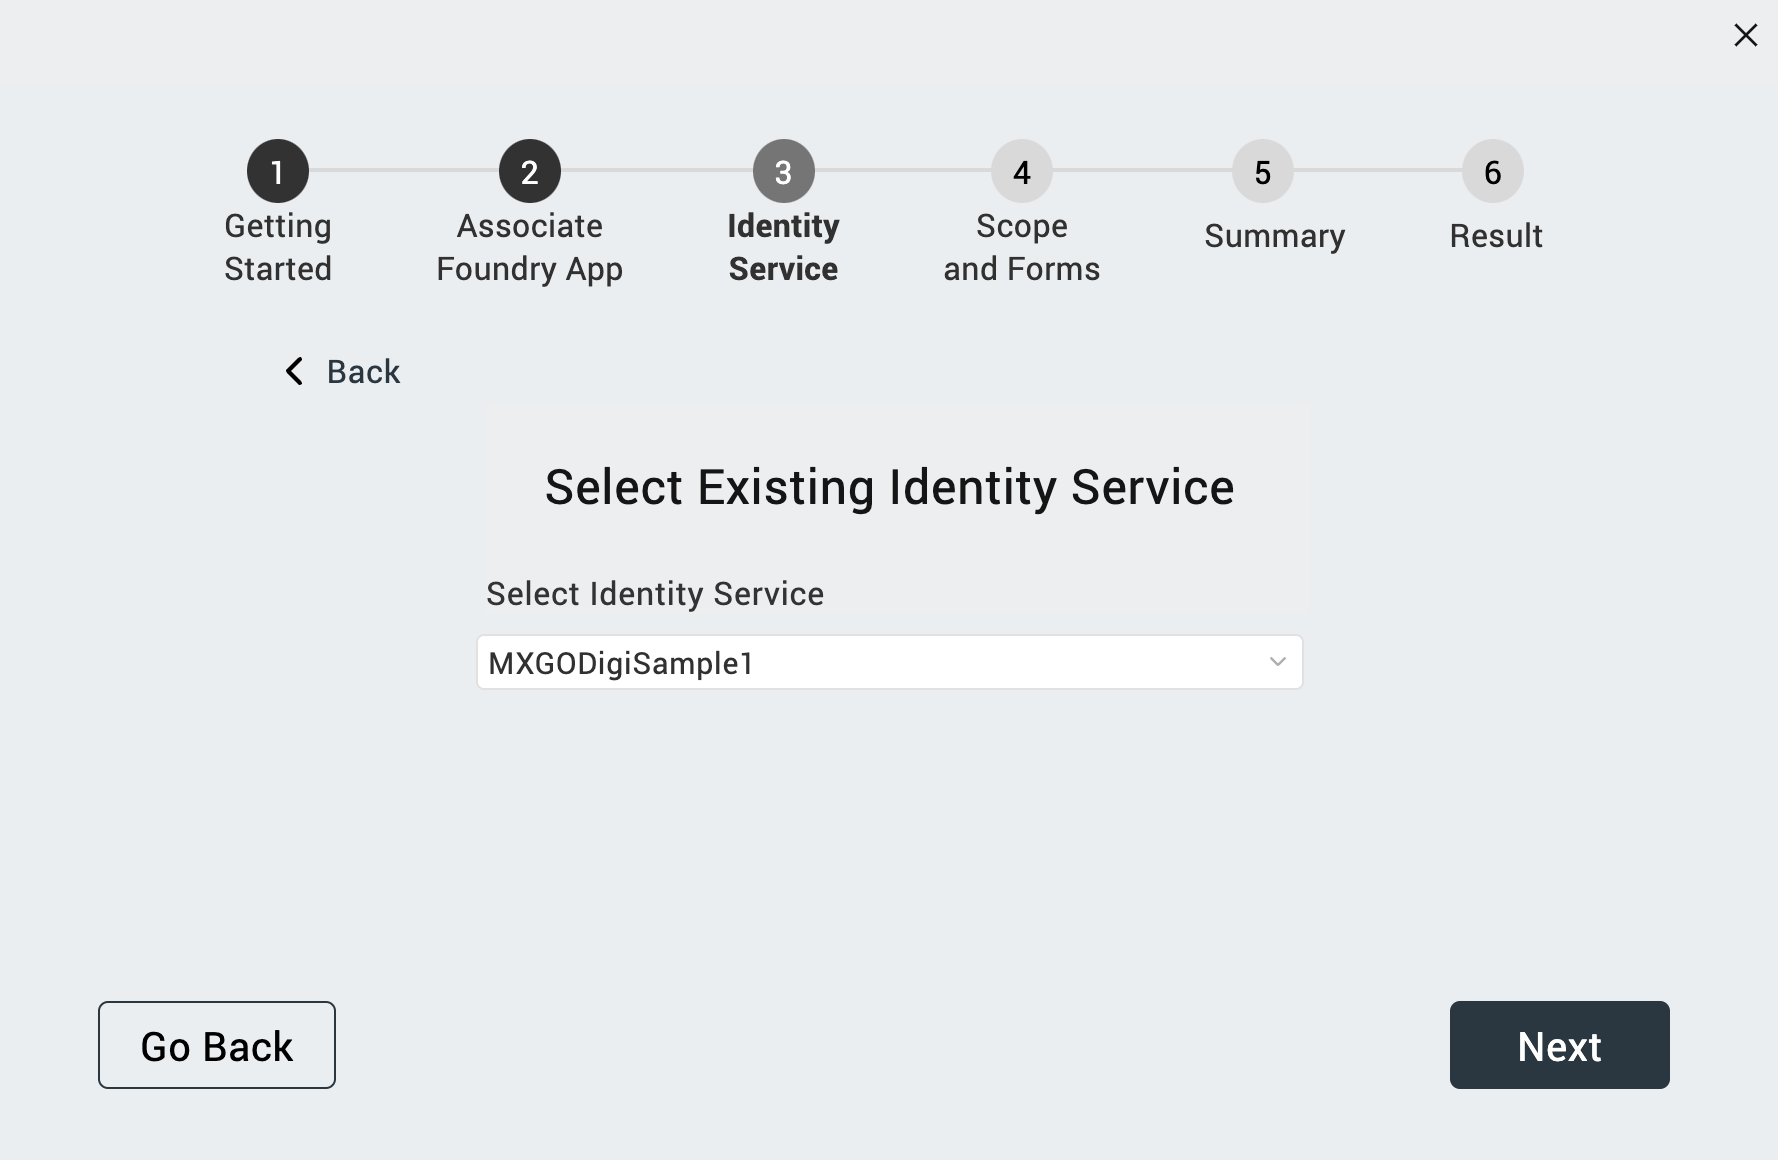 1
2
3
4
5
6
Getting
Started
Associate
Foundry App
Identity
Service
Scope
and Forms
Summary
Result
Back
Select Existing Identity Service
Select Identity Service
MXGODigiSample1
Go Back
Next